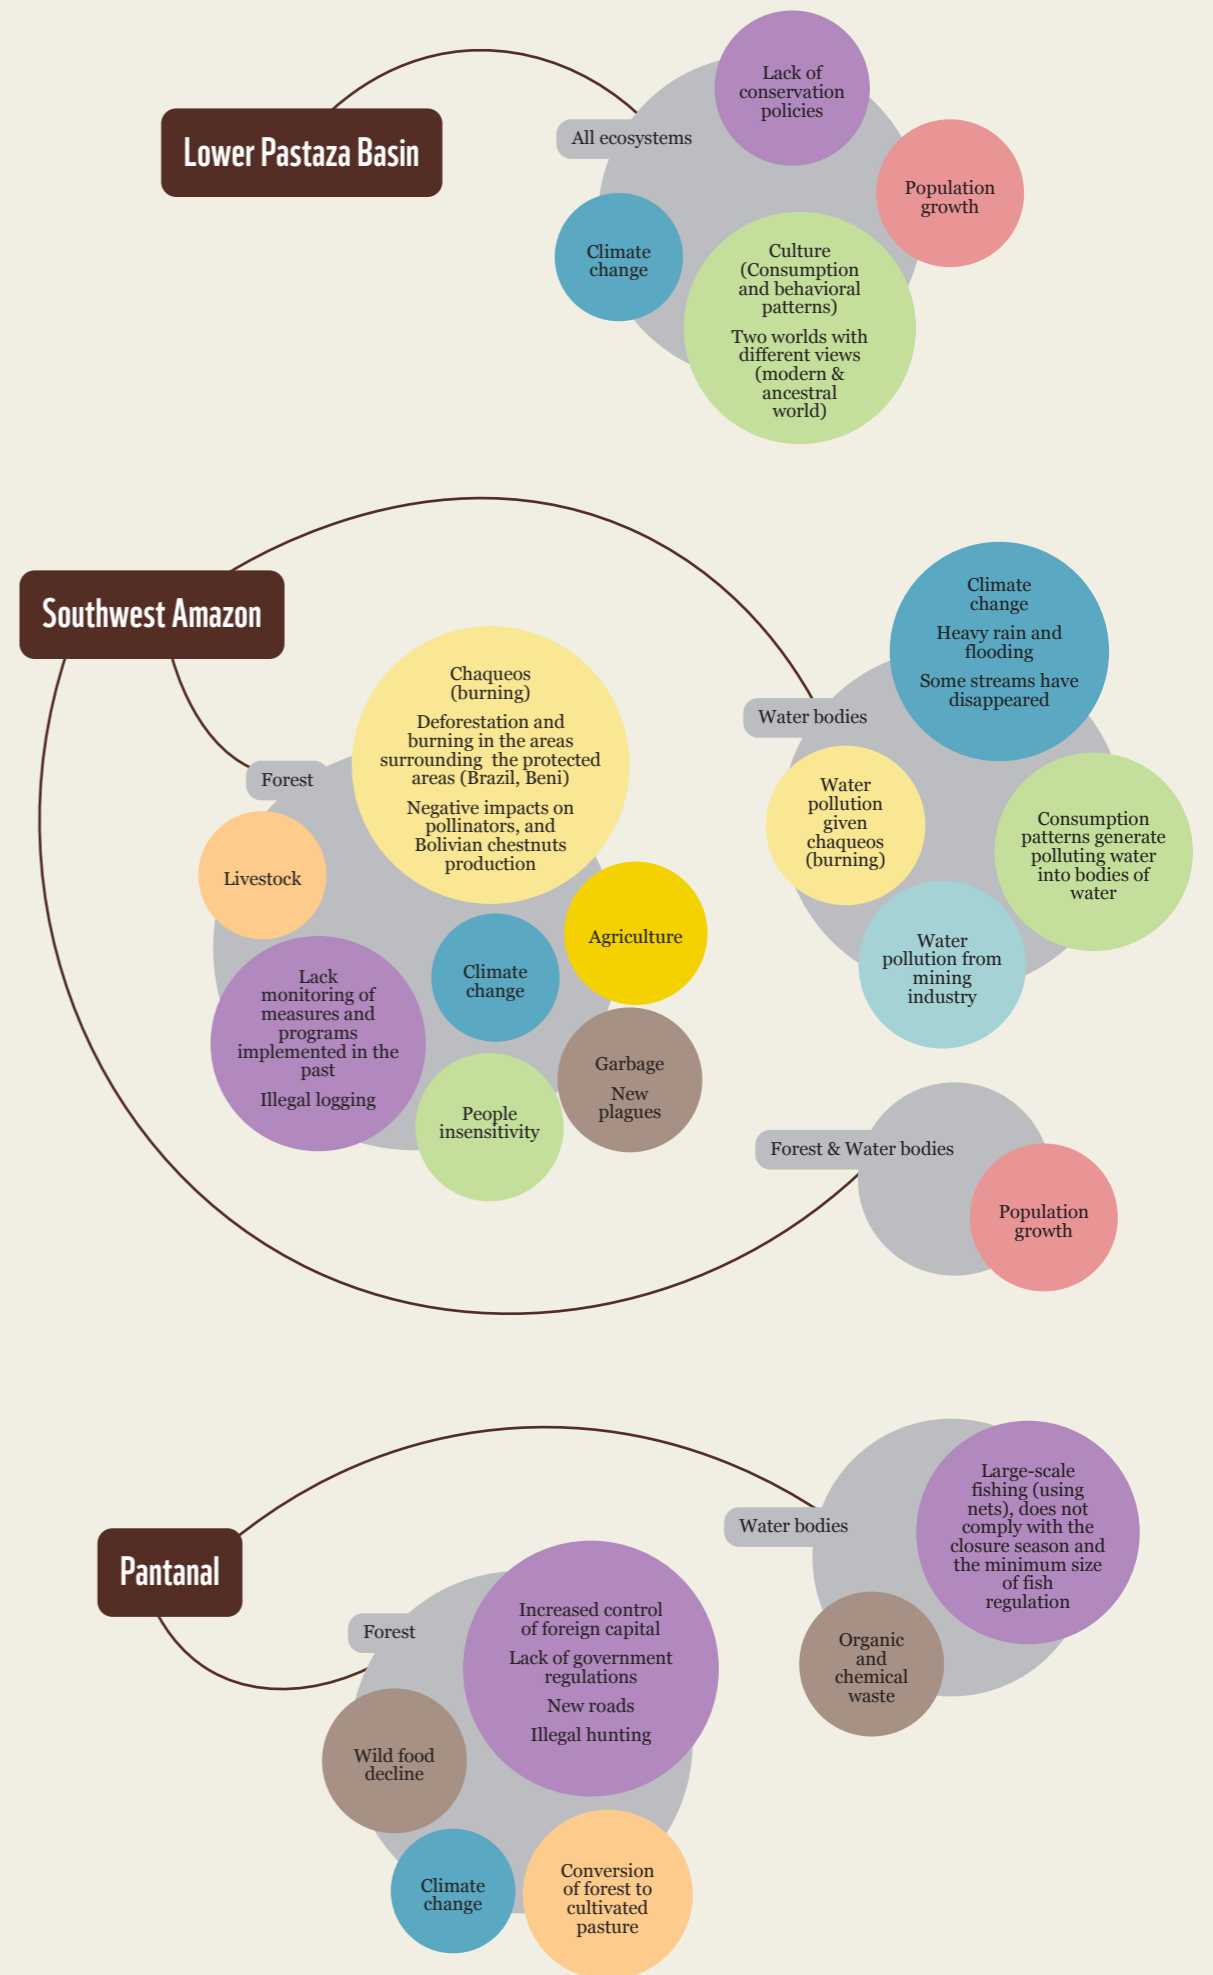 Lower Pastaza Basin
All ecosystems
Lack of
conservation
policies
Population
growth
Climate
change
Culture
(Consumption
and behavioral
patterns)
Two worlds with
different views
(modern &
ancestral
world)
Southwest Amazon
Forest
Chaqueos
(burning)
Deforestation and
burning in the areas
surrounding the protected
areas (Brazil, Beni)
Negative impacts on
pollinators, and
Bolivian chestnuts
production
Livestock
Agriculture
Climate
change
Lack
monitoring of
measures and
programs
implemented in the
past
Illegal logging
People
insensitivity
Garbage
New
plagues
Water bodies
Climate
change
Heavy rain and
flooding
Some streams have
disappeared
Water
pollution
given
chaqueos
(burning)
Consumption
patterns generate
polluting water
into bodies of
water
Water
pollution from
mining
industry
Forest & Water bodies
Population
growth
Pantanal
Water bodies
Large-scale
fishing (using
nets), does not
comply with the
closure season and
the minimum size
of fish
regulation
Organic
and
chemical
waste
Forest
Increased control
of foreign capital
Lack of government
regulations
New roads
Illegal hunting
Wild food
decline
Climate
change
Conversion
of forest to
cultivated
pasture